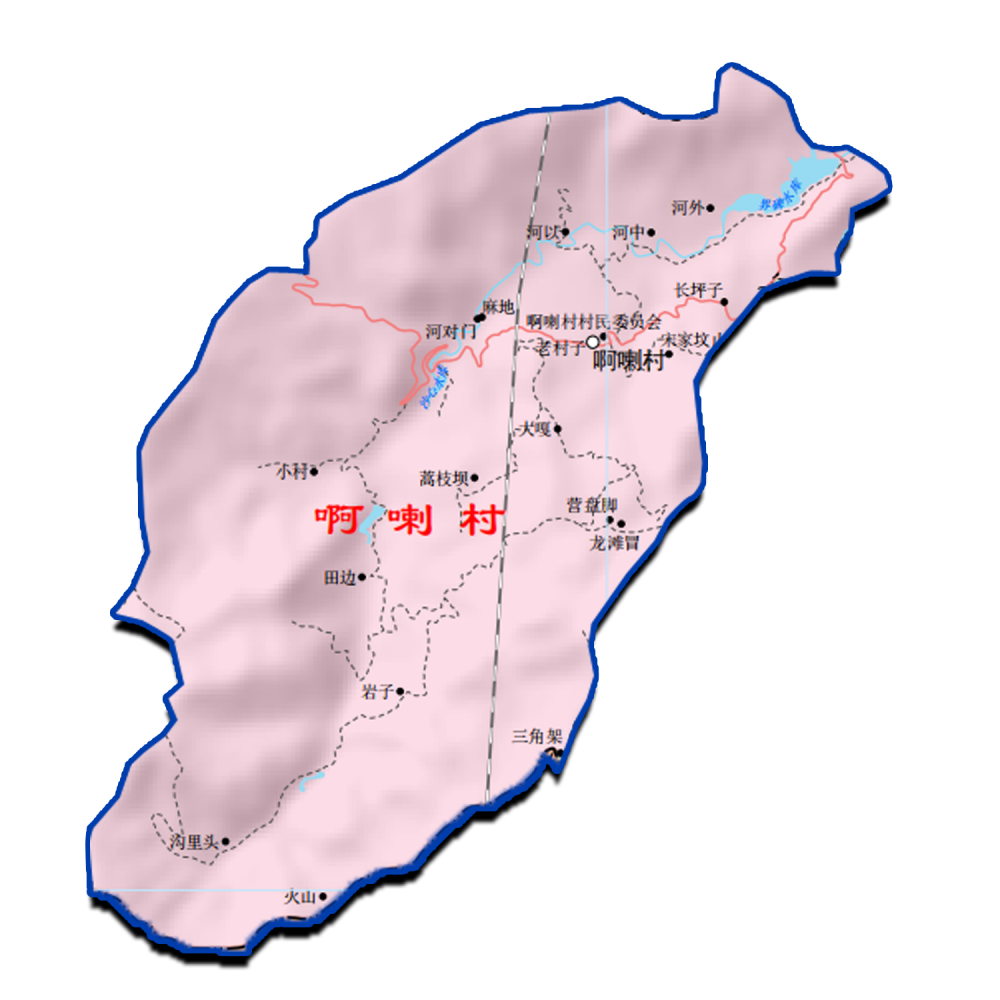 河外
界牌水库
河以
河中
长坪子
麻地
河对门
啊喇村村民委员会
老村子
宋家坟山
啊喇村
大嘎
小村
蒿枝坝
啊喇村
营盘脚
龙滩冒
田边
岩子
三角架
沟里头
火山